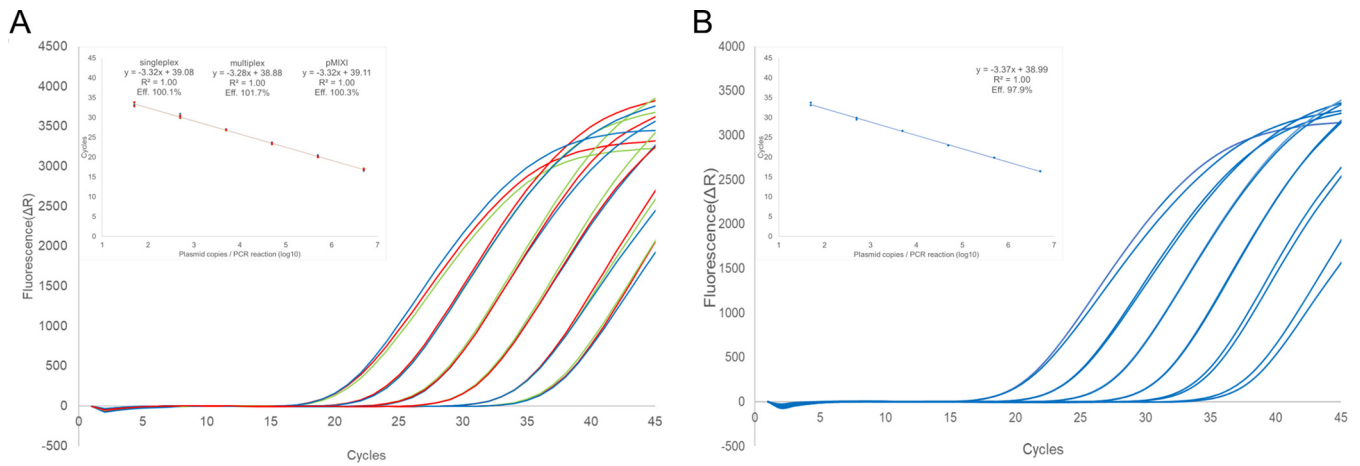 A
4500
4000
3500
3000
2500
2000
1500
1000
500
0
-500
Fluorescence(ΔR)
0 5 10 15 20 25 30 35 40 45
Cycles
45
40
35
30
25
20
15
10
5
0
Cycles
singleplex multiplex pMIXI
y = -3.32x + 39.08 y = -3.28x + 38.88 y = -3.32x + 39.11
R² = 1.00 R² = 1.00 R² = 1.00
Eff. 100.1% Eff. 101.7% Eff. 100.3%
1 2 3 4 5 6 7
Plasmid copies / PCR reaction (log10)
B
4000
3500
3000
2500
2000
1500
1000
500
0
-500
Fluorescence(ΔR)
0 5 10 15 20 25 30 35 40 45
Cycles
45
40
35
30
25
20
15
10
5
0
Cycles
y = -3.37x + 38.99
R² = 1.00
Eff. 97.9%
1 2 3 4 5 6 7
Plasmid copies / PCR reaction (log10)